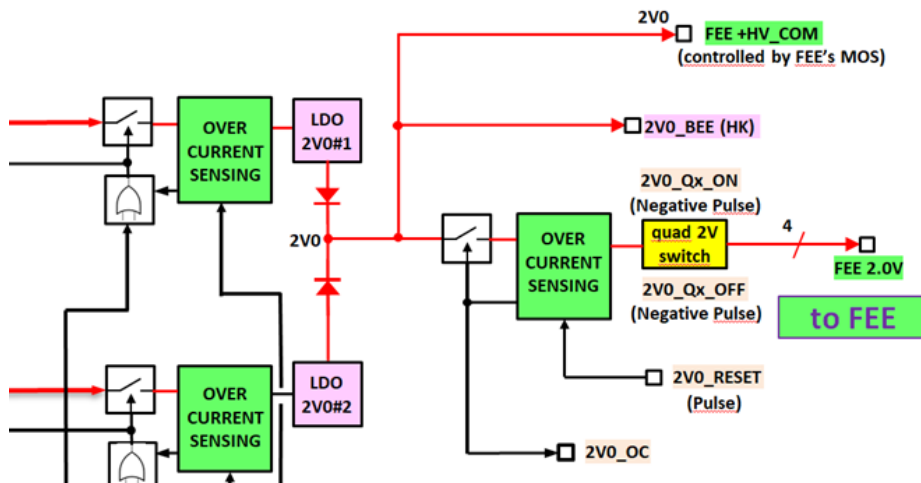 2V0
FEE +HV_COM
(controlled by FEE's MOS)
OVER
CURRENT
SENSING
LDO
2V0#1
2V0_BEE (HK)
2V0
2V0_Qx_ON
(Negative Pulse)
OVER
CURRENT
SENSING
quad 2V
switch
4
FEE 2.0V
2V0_Qx_OFF
(Negative Pulse)
to FEE
OVER
CURRENT
SENSING
LDO
2V0#2
2V0_RESET
(Pulse)
2V0_OC